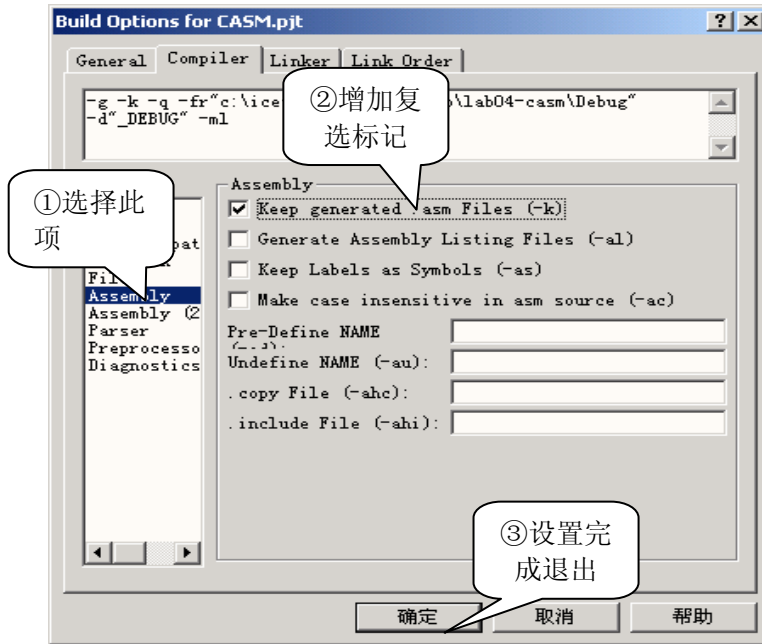 Build Options for CASM.pjt
General Compiler Linker Link Order
-g -k -q -fr"c:\ice \lab04-casm\Debug"
-d"_DEBUG" -ml
②增加复
选标记
①选择此
项
Assembly
Keep generated .asm Files (-k)
Generate Assembly Listing Files (-al)
Keep Labels as Symbols (-as)
Make case insensitive in asm source (-ac)
Pre-Define NAME
Undefine NAME (-au):
.copy File (-ahc):
.include File (-ahi):
Assembly
Assembly (2
Parser
Preprocesso
Diagnostics
③设置完
成退出
确定 取消 帮助